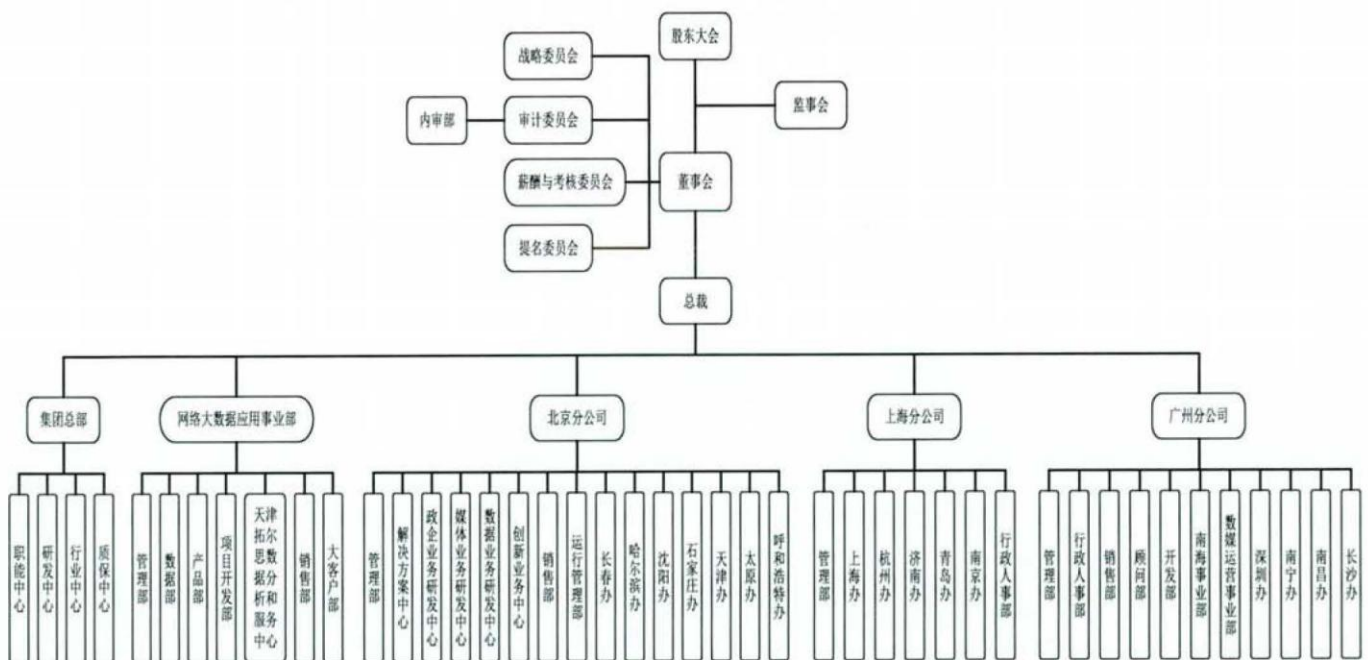 股东大会
战略委员会
监事会
内审部
审计委员会
薪酬与考核委员会
董事会
提名委员会
总裁
集团总部
网络大数据应用事业部
北京分公司
上海分公司
广州分公司
职能中心
研发中心
行业中心
质保中心
管理部
数据部
产品部
项目开发部
天津
拓尔
思数
据分
析和
服务
中心
销售部
大客户部
管理部
解决方案中心
政企业务研发中心
媒体业务研发中心
数据业务研发中心
创新业务中心
销售部
运行管理部
长春办
哈尔滨办
沈阳办
石家庄办
天津办
太原办
呼和浩特办
管理部
上海办
杭州办
济南办
青岛办
南京办
行政人事部
管理部
行政人事部
销售部
顾问部
开发部
南海事业部
数媒运营事业部
深圳办
南宁办
南昌办
长沙办